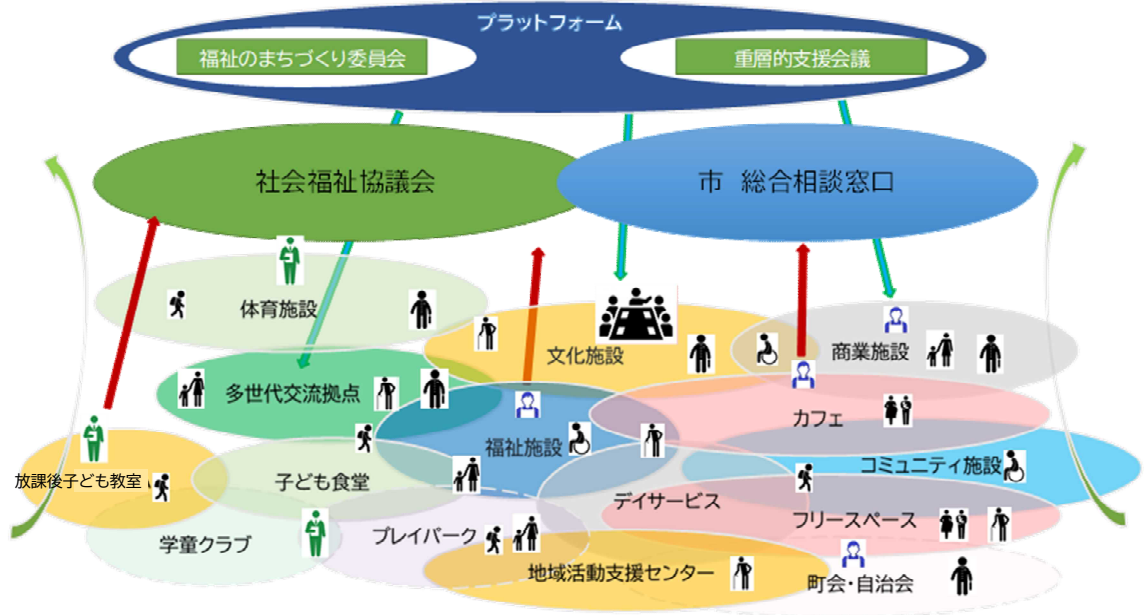 プラットフォーム
福祉のまちづくり委員会
重層的支援会議
社会福祉協議会
市　総合相談窓口
体育施設
文化施設
商業施設
多世代交流拠点
カフェ
福祉施設
コミュニティ施設
放課後子ども教室
子ども食堂
デイサービス
フリースペース
プレイパーク
学童クラブ
地域活動支援センター
町会・自治会